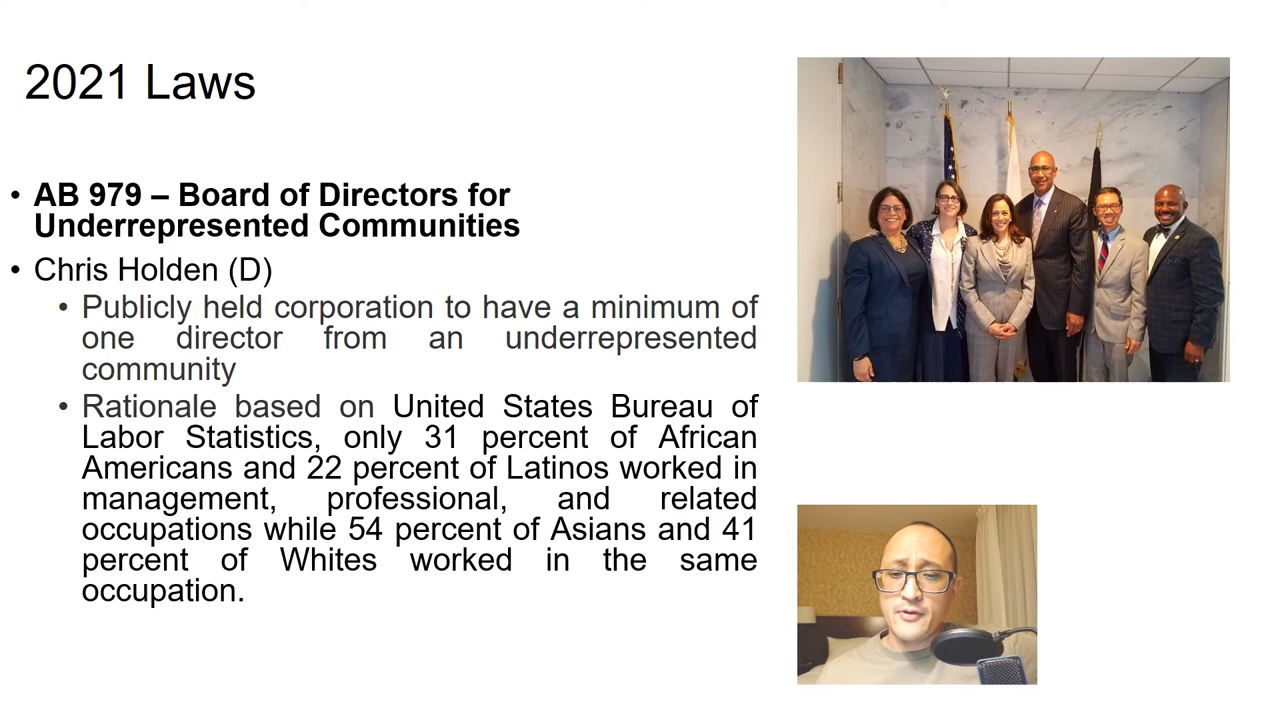 2021 Laws
• AB 979 – Board of Directors for
Underrepresented Communities
• Chris Holden (D)
• Publicly held corporation to have a minimum of
one director from an underrepresented
community
• Rationale based on United States Bureau of
Labor Statistics, only 31 percent of African
Americans and 22 percent of Latinos worked in
management, professional, and related
occupations while 54 percent of Asians and 41
percent of Whites worked in the same
occupation.